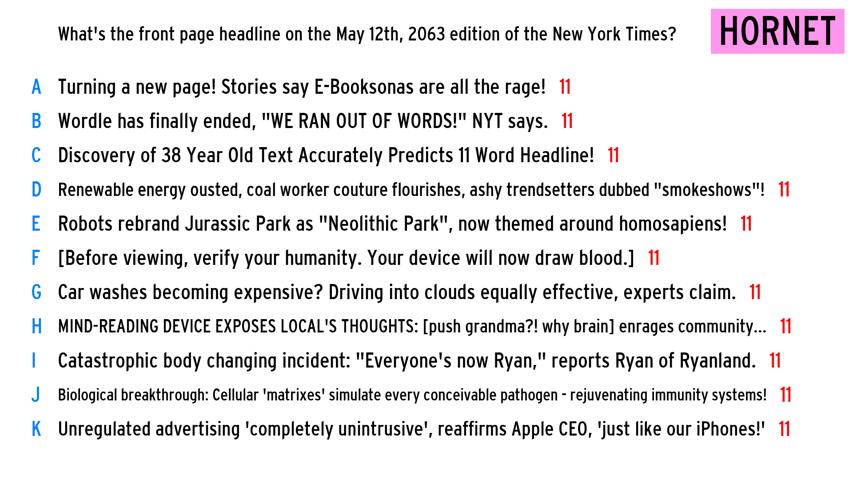 What's the front page headline on the May 12th, 2063 edition of the New York Times?
HORNET
A Turning a new page! Stories say E-Booksonas are all the rage! 11
B Wordle has finally ended, "WE RAN OUT OF WORDS!" NYT says. 11
C Discovery of 38 Year Old Text Accurately Predicts 11 Word Headline! 11
D Renewable energy ousted, coal worker couture flourishes, ashy trendsetters dubbed "smokeshows"! 11
E Robots rebrand Jurassic Park as "Neolithic Park", now themed around homosapiens! 11
F [Before viewing, verify your humanity. Your device will now draw blood.] 11
G Car washes becoming expensive? Driving into clouds equally effective, experts claim. 11
H MIND-READING DEVICE EXPOSES LOCAL'S THOUGHTS: [push grandma?! why brain] enrages community... 11
I Catastrophic body changing incident: "Everyone's now Ryan," reports Ryan of Ryanland. 11
J Biological breakthrough: Cellular 'matrixes' simulate every conceivable pathogen - rejuvenating immunity systems! 11
K Unregulated advertising 'completely unintrusive', reaffirms Apple CEO, 'just like our iPhones!' 11